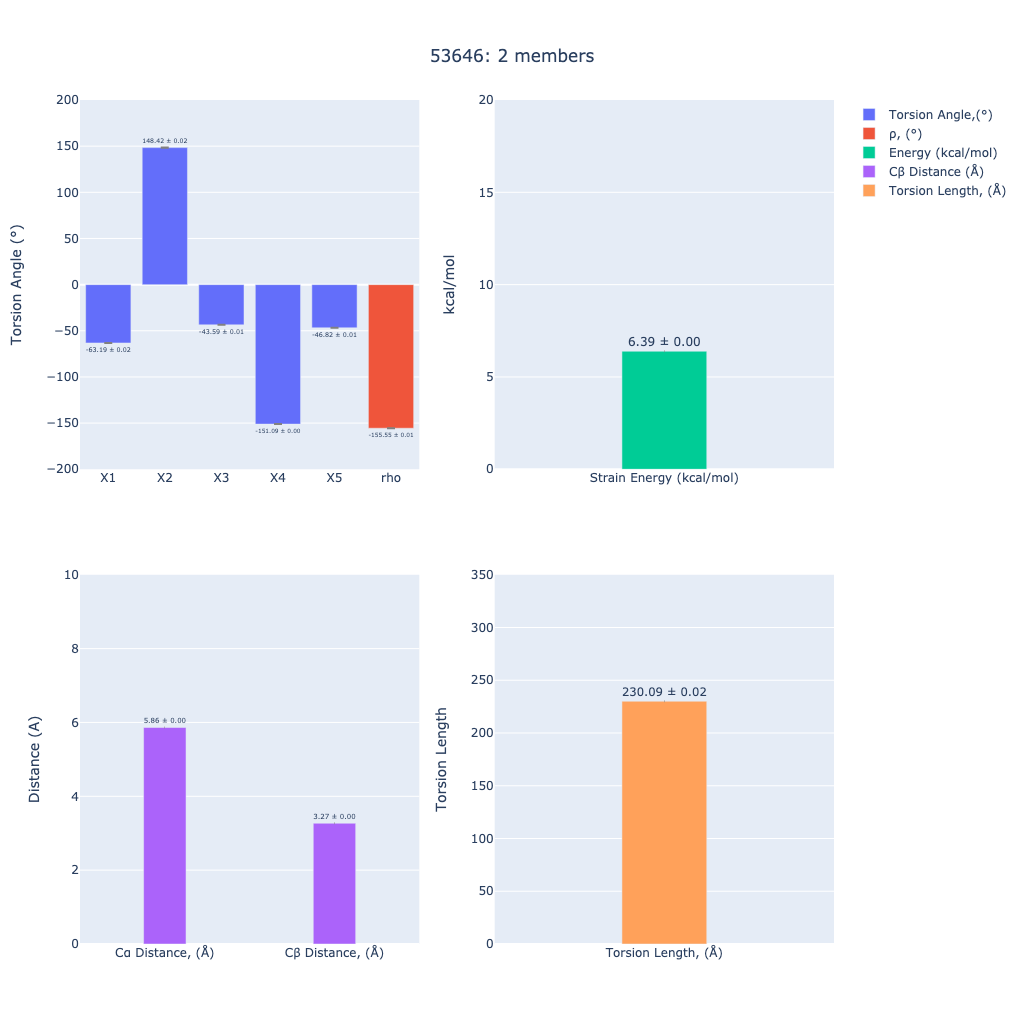 53646: 2 members
Torsion Angle (°)
200
150
100
50
0
−50
−100
−150
−200
148.42 ± 0.02
-63.19 ± 0.02
-43.59 ± 0.01
-151.09 ± 0.00
-46.82 ± 0.01
-155.55 ± 0.01
X1 X2 X3 X4 X5 rho
kcal/mol
20
15
10
5
0
6.39 ± 0.00
Strain Energy (kcal/mol)
Torsion Angle,(°)
ρ, (°)
Energy (kcal/mol)
Cβ Distance (Å)
Torsion Length, (Å)
Distance (A)
10
8
6
4
2
0
5.86 ± 0.00
3.27 ± 0.00
Cα Distance, (Å) Cβ Distance, (Å)
Torsion Length
350
300
250
200
150
100
50
0
230.09 ± 0.02
Torsion Length, (Å)